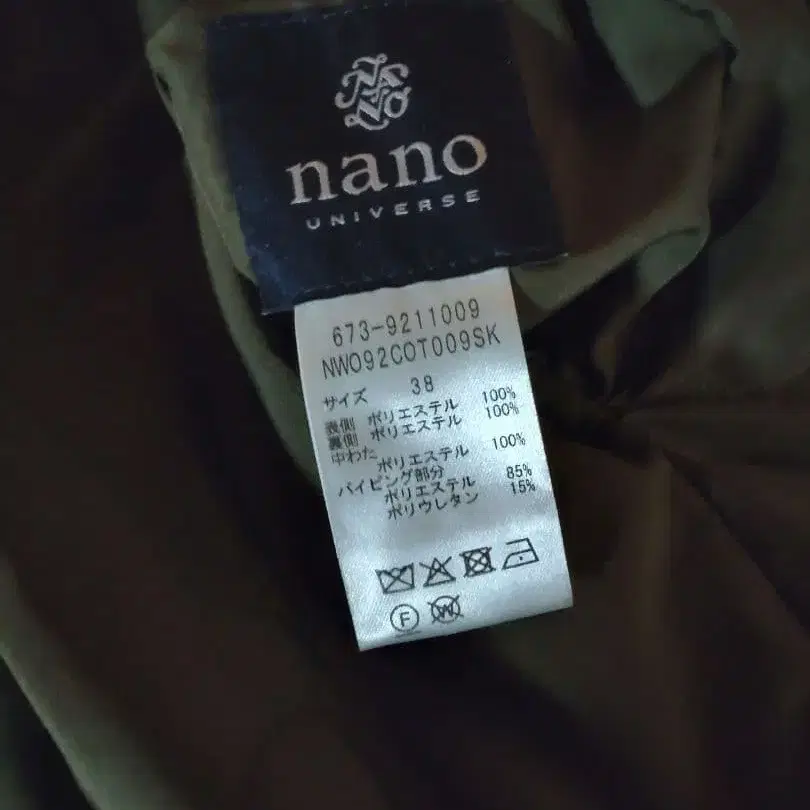 nano
UNIVERSE
673-9211009
NW092COT009SK
サイズ 38
表側 ポリエステル 100%
裏側 ポリエステル 100%
中わた
ポリエステル 100%
パイピング部分
ポリエステル 85%
ポリウレタン 15%
F W